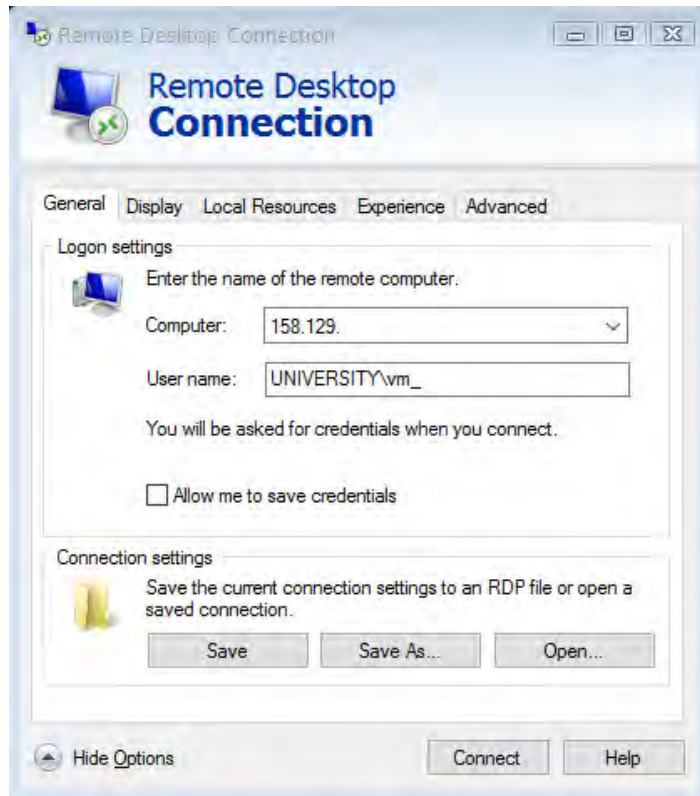 Remote Desktop Connection
Remote Desktop
Connection
General Display Local Resources Experience Advanced
Logon settings
Enter the name of the remote computer.
Computer: 158.129.
User name: UNIVERSITY\vm_
You will be asked for credentials when you connect.
Allow me to save credentials
Connection settings
Save the current connection settings to an RDP file or open a
saved connection.
Save Save As... Open...
Hide Options Connect Help